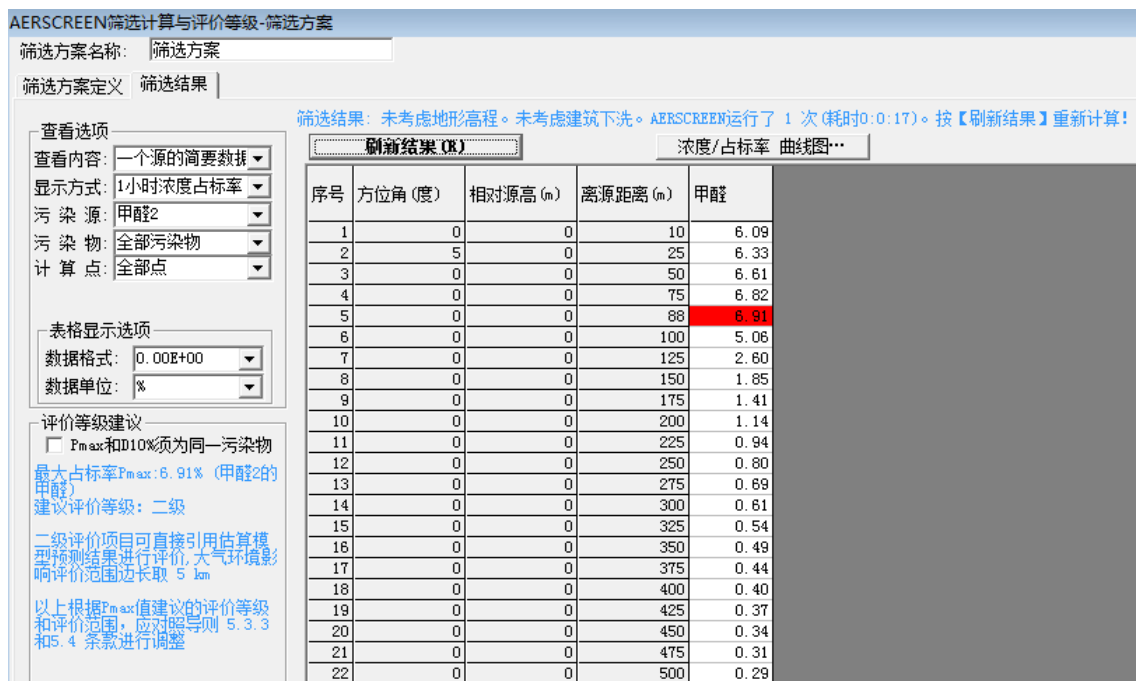 AERSCREEN筛选计算与评价等级-筛选方案
筛选方案名称: 筛选方案
筛选方案定义 筛选结果
筛选结果: 未考虑地形高程。未考虑建筑下洗。AERSCREEN运行了 1 次(耗时0:0:17)。按【刷新结果】重新计算!
刷新结果(R) 浓度/占标率 曲线图…
查看选项
查看内容: 一个源的简要数据
显示方式: 1小时浓度占标率
污 染 源: 甲醛2
污 染 物: 全部污染物
计 算 点: 全部点
表格显示选项
数据格式: 0.00E+00
数据单位: %
评价等级建议
Pmax和D10%须为同一污染物
最大占标率Pmax:6.91% (甲醛2的
甲醛)
建议评价等级: 二级
二级评价项目可直接引用估算模
型预测结果进行评价,大气环境影
响评价范围边长取 5 km
以上根据Pmax值建议的评价等级
和评价范围,应对照导则 5.3.3
和5.4 条款进行调整
序号 方位角(度) 相对源高(m) 离源距离(m) 甲醛
1 0 0 10 6.09
2 5 0 25 6.33
3 0 0 50 6.61
4 0 0 75 6.82
5 0 0 88 6.91
6 0 0 100 5.06
7 0 0 125 2.60
8 0 0 150 1.85
9 0 0 175 1.41
10 0 0 200 1.14
11 0 0 225 0.94
12 0 0 250 0.80
13 0 0 275 0.69
14 0 0 300 0.61
15 0 0 325 0.54
16 0 0 350 0.49
17 0 0 375 0.44
18 0 0 400 0.40
19 0 0 425 0.37
20 0 0 450 0.34
21 0 0 475 0.31
22 0 0 500 0.29